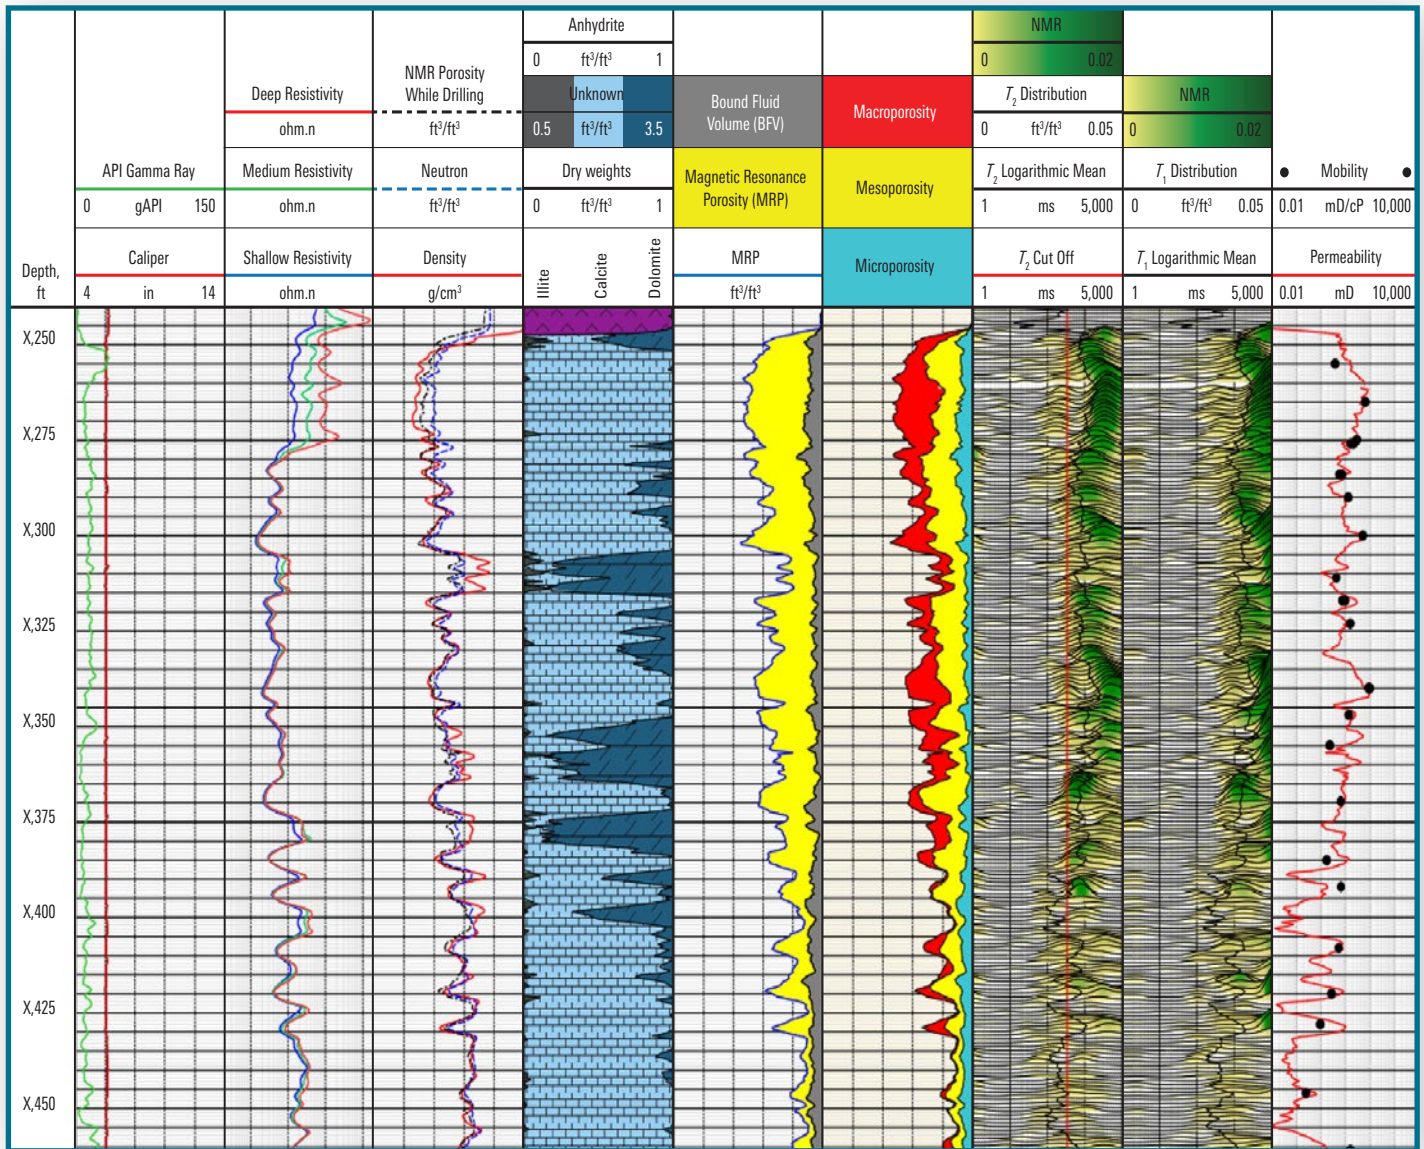 Depth,
ft
API Gamma Ray
0 gAPI 150
Caliper
4 in 14
Deep Resistivity
ohm.n
Medium Resistivity
ohm.n
Shallow Resistivity
ohm.n
NMR Porosity
While Drilling
ft³/ft³
Neutron
ft³/ft³
Density
g/cm³
Anhydrite
0 ft³/ft³ 1
Unknown
0.5 ft³/ft³ 3.5
Dry weights
0 ft³/ft³ 1
Illite
Calcite
Dolomite
Bound Fluid
Volume (BFV)
Magnetic Resonance
Porosity (MRP)
MRP
ft³/ft³
Macroporosity
Mesoporosity
Microporosity
NMR
0 0.02
T₂ Distribution
0 ft³/ft³ 0.05
T₂ Logarithmic Mean
1 ms 5,000
T₂ Cut Off
1 ms 5,000
NMR
0 0.02
T₁ Distribution
0 ft³/ft³ 0.05
T₁ Logarithmic Mean
1 ms 5,000
Mobility
0.01 mD/cP 10,000
Permeability
0.01 mD 10,000
X,250
X,275
X,300
X,325
X,350
X,375
X,400
X,425
X,450